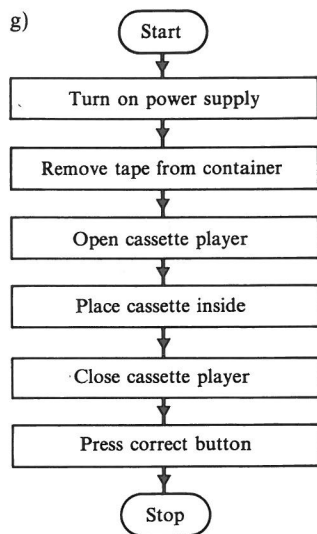 g)
Start
Turn on power supply
Remove tape from container
Open cassette player
Place cassette inside
Close cassette player
Press correct button
Stop